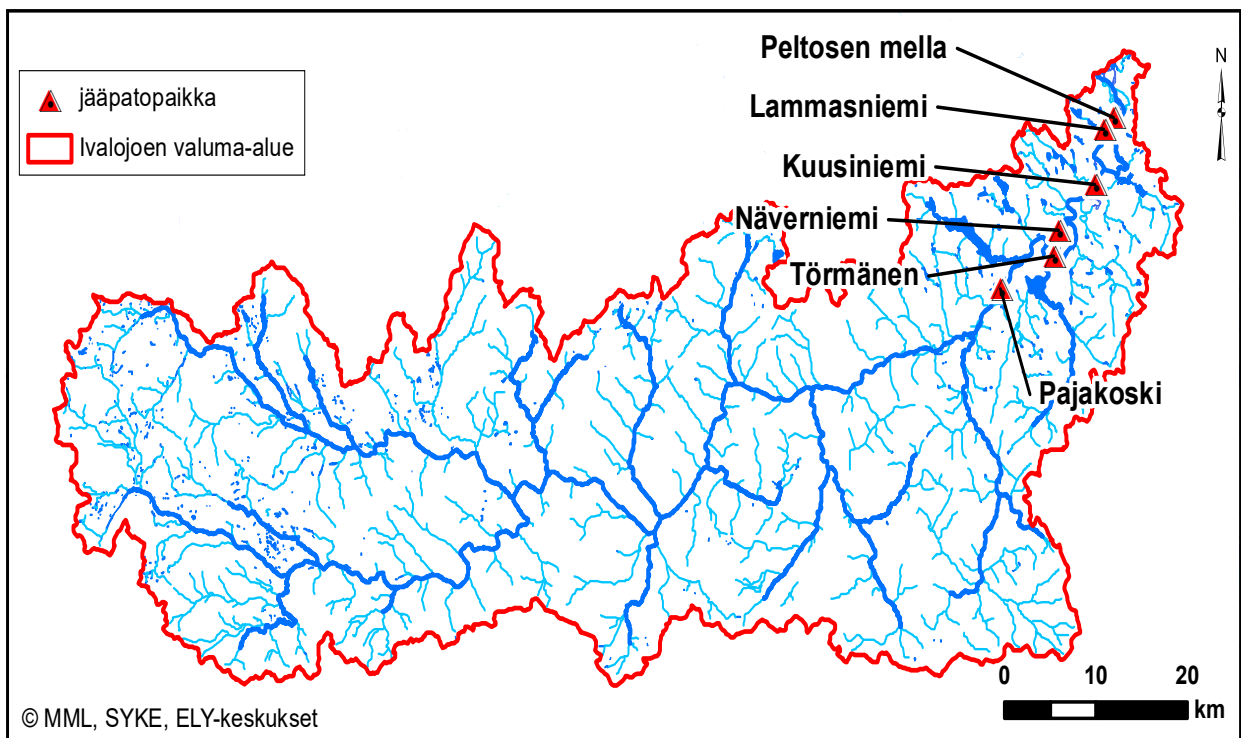 Peltosen mella
N
jääpatopaikka
Lammasniemi
Ivalojoen valuma-alue
Kuusiniemi
Näverniemi
Törmänen
Pajakoski
0 10 20
km
© MML, SYKE, ELY-keskukset